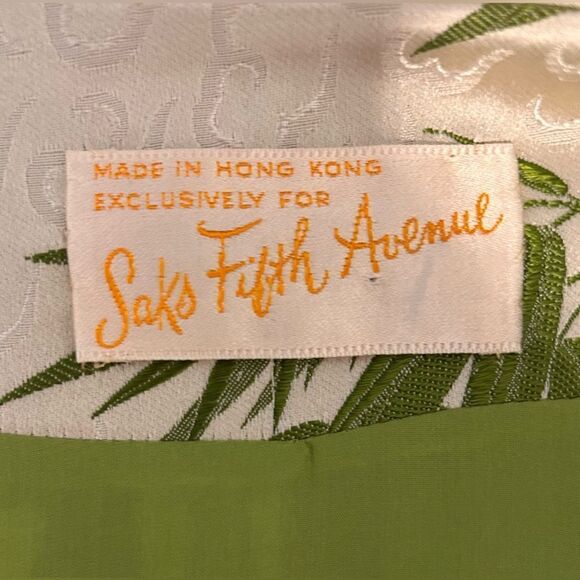 MADE IN HONG KONG
EXCLUSIVELY FOR
Saks Fifth Avenue